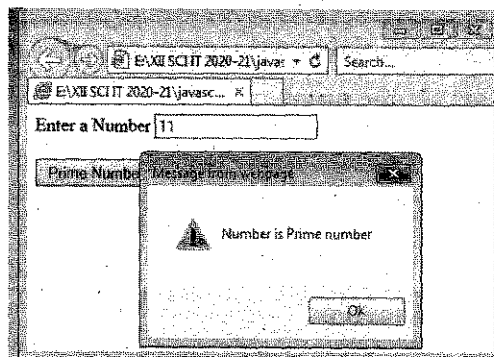 E:\XII SCI IT 2020-21\javas
Search...
E:\XII SCI IT 2020-21\javasc... ×
Enter a Number 11
Prime Numbe
Message from webpage
Number is Prime number
Ok